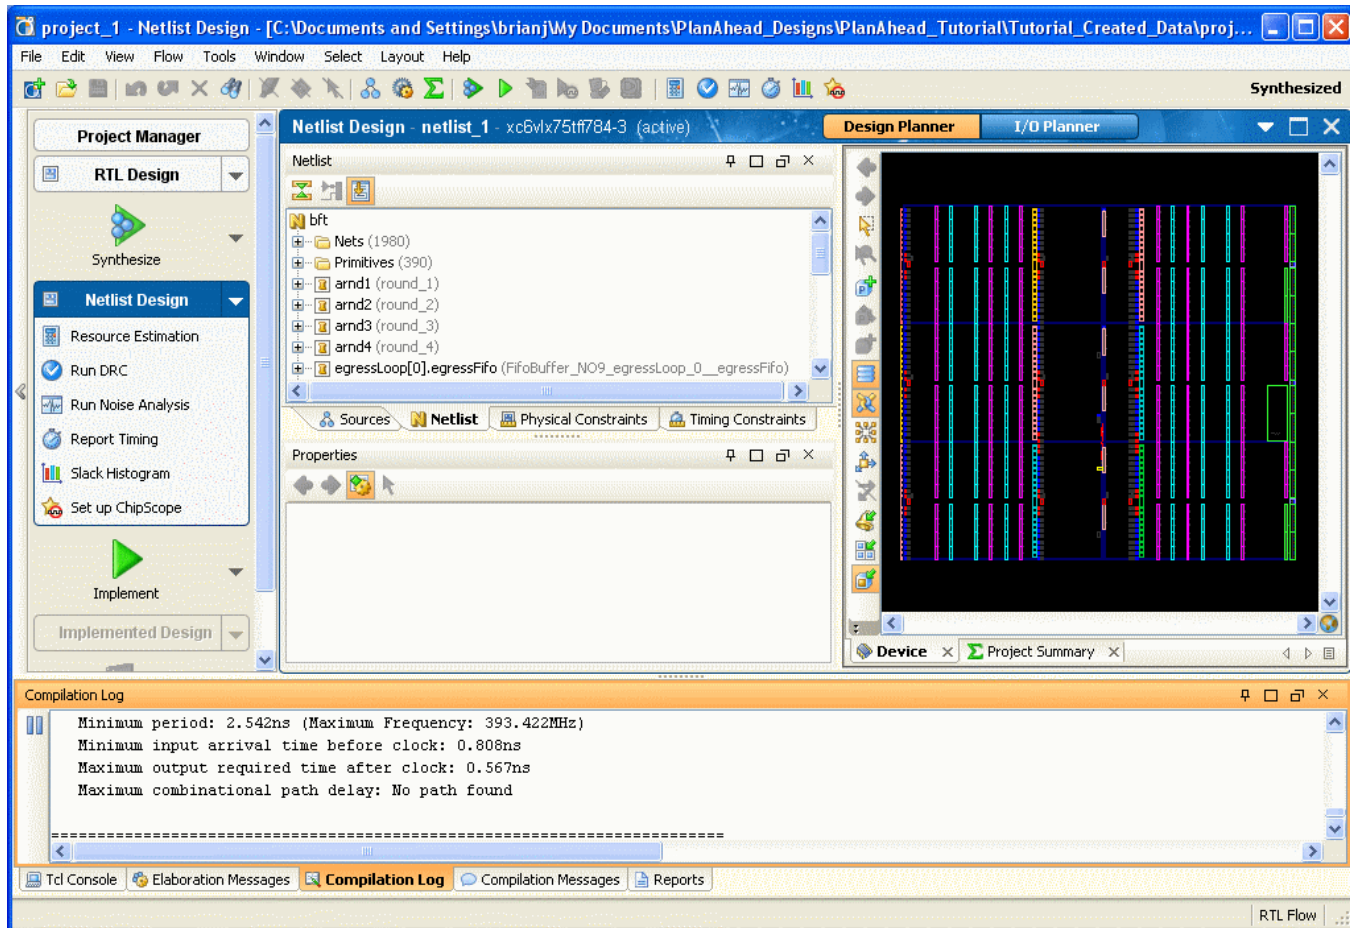 project_1 - Netlist Design - [C:\Documents and Settings\brianj\My Documents\PlanAhead_Designs\PlanAhead_Tutorial\Tutorial_Created_Data\proj...
File Edit View Flow Tools Window Select Layout Help
Synthesized
Project Manager
RTL Design
Synthesize
Netlist Design
Resource Estimation
Run DRC
Run Noise Analysis
Report Timing
Slack Histogram
Set up ChipScope
Implement
Implemented Design
Netlist Design - netlist_1 - xc6vlx75tff784-3 (active)
Design Planner I/O Planner
Netlist
bft
Nets (1980)
Primitives (390)
arnd1 (round_1)
arnd2 (round_2)
arnd3 (round_3)
arnd4 (round_4)
egressLoop[0].egressFifo (FifoBuffer_NO9_egressLoop_0__egressFifo)
Sources Netlist Physical Constraints Timing Constraints
Properties
Device Project Summary
Compilation Log
Minimum period: 2.542ns (Maximum Frequency: 393.422MHz)
Minimum input arrival time before clock: 0.808ns
Maximum output required time after clock: 0.567ns
Maximum combinational path delay: No path found
=========================================================================
Tcl Console Elaboration Messages Compilation Log Compilation Messages Reports
RTL Flow